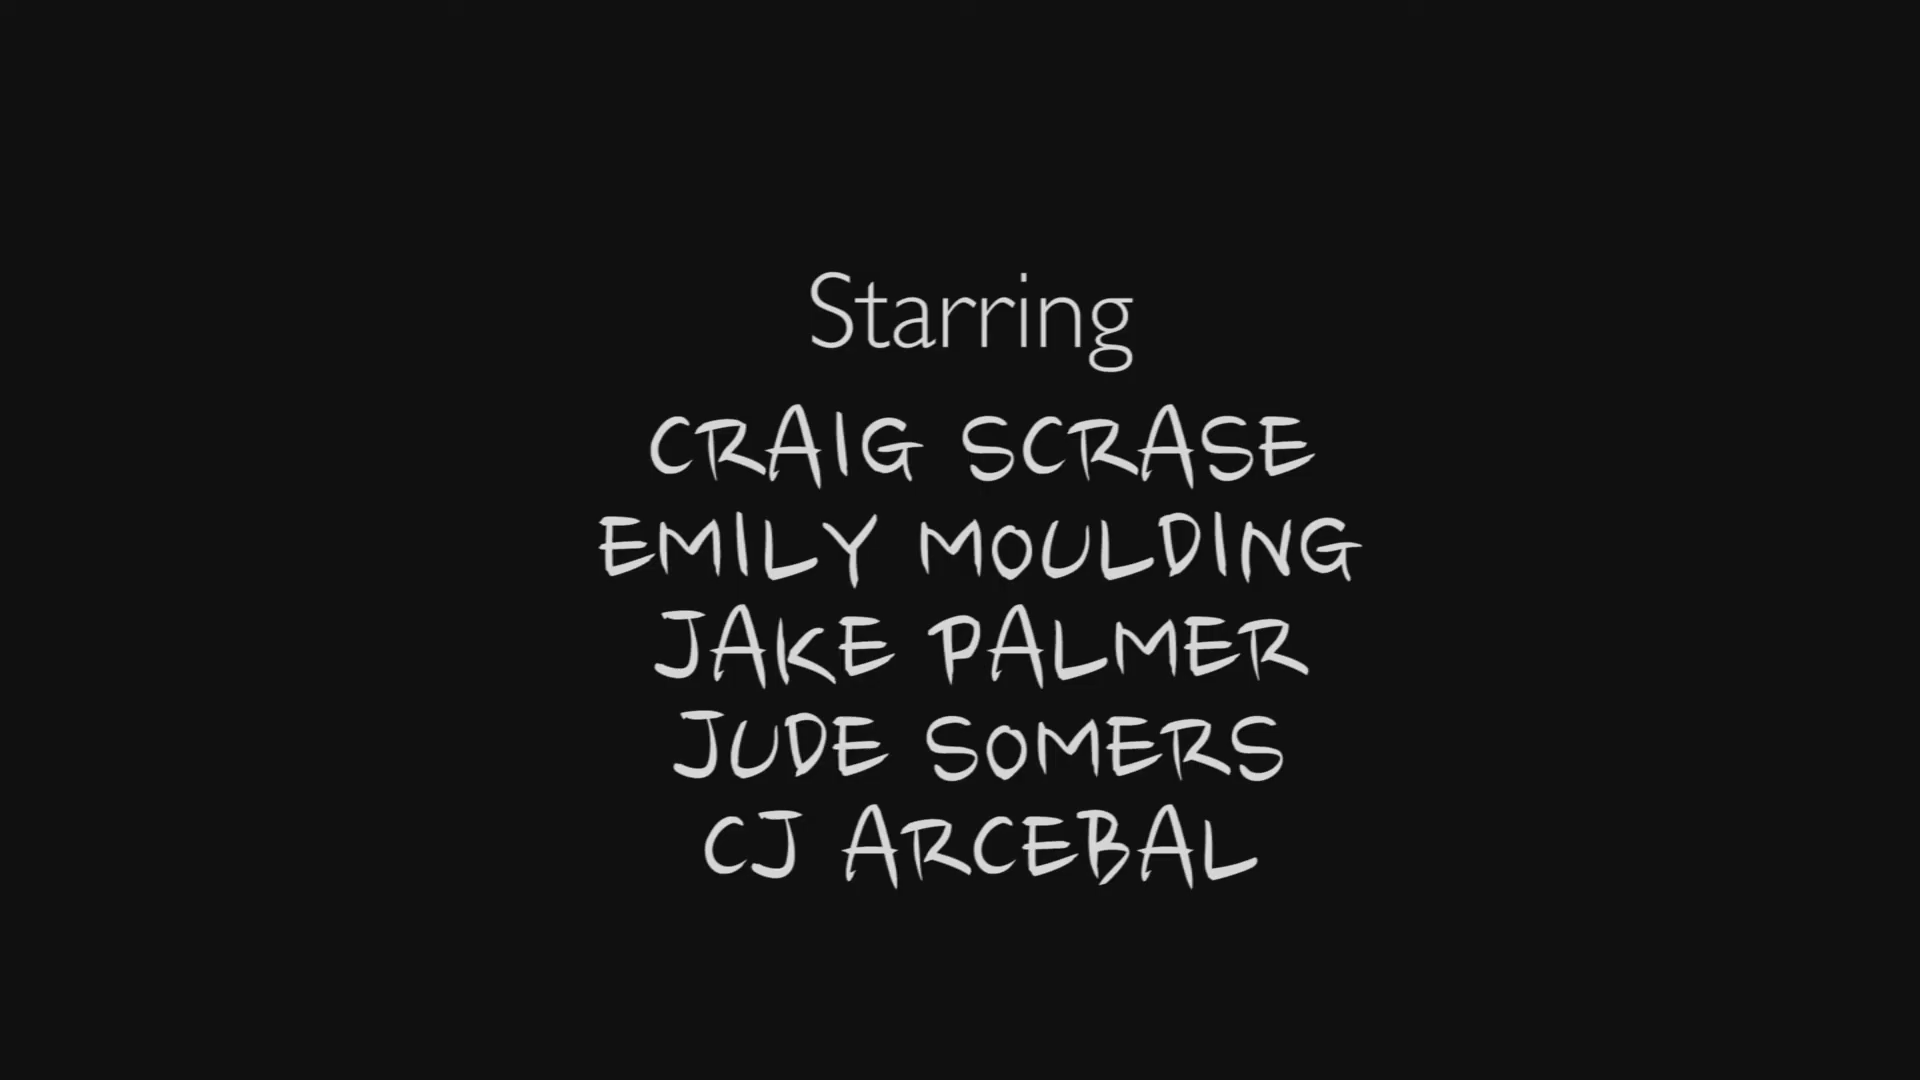 Starring
CRAIG SCRASE
EMILY MOULDING
JAKE PALMER
JUDE SOMERS
CJ ARCEBAL